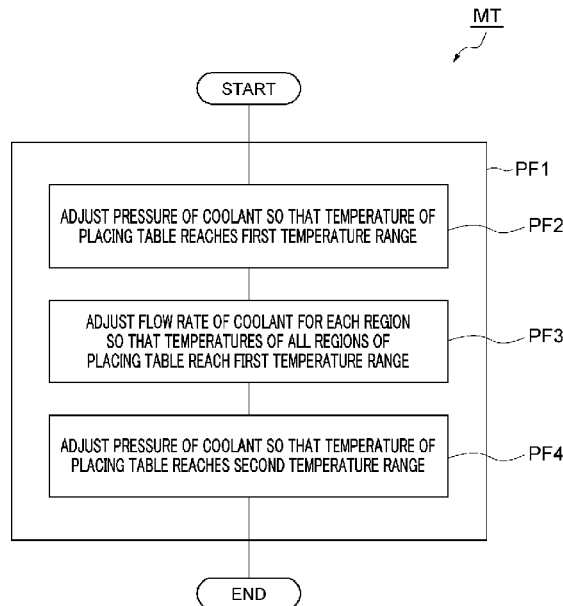 MT
START
PF1
ADJUST PRESSURE OF COOLANT SO THAT TEMPERATURE OF
PLACING TABLE REACHES FIRST TEMPERATURE RANGE
PF2
ADJUST FLOW RATE OF COOLANT FOR EACH REGION
SO THAT TEMPERATURES OF ALL REGIONS OF
PLACING TABLE REACH FIRST TEMPERATURE RANGE
PF3
ADJUST PRESSURE OF COOLANT SO THAT TEMPERATURE OF
PLACING TABLE REACHES SECOND TEMPERATURE RANGE
PF4
END